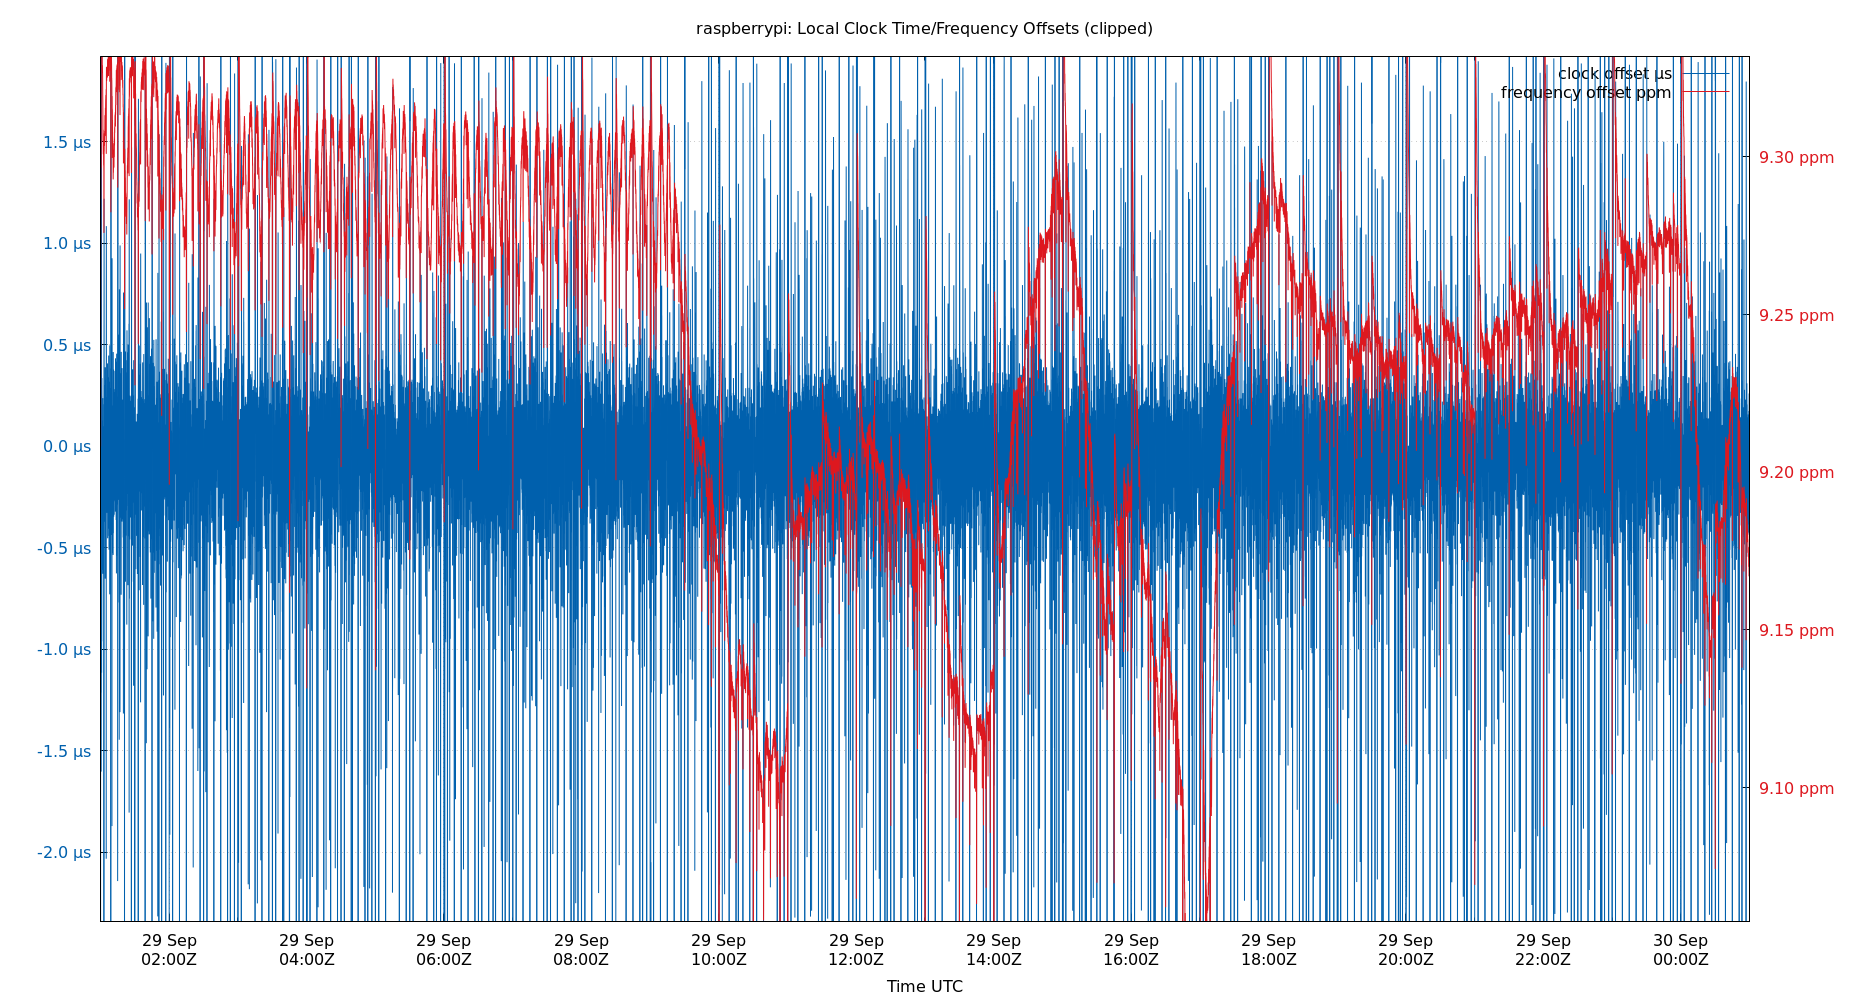 raspberrypi: Local Clock Time/Frequency Offsets (clipped)
clock offset µs
frequency offset ppm
1.5 µs
1.0 µs
0.5 µs
0.0 µs
-0.5 µs
-1.0 µs
-1.5 µs
-2.0 µs
9.30 ppm
9.25 ppm
9.20 ppm
9.15 ppm
9.10 ppm
29 Sep 29 Sep 29 Sep 29 Sep 29 Sep 29 Sep 29 Sep 29 Sep 29 Sep 29 Sep 29 Sep 30 Sep
02:00Z 04:00Z 06:00Z 08:00Z 10:00Z 12:00Z 14:00Z 16:00Z 18:00Z 20:00Z 22:00Z 00:00Z
Time UTC